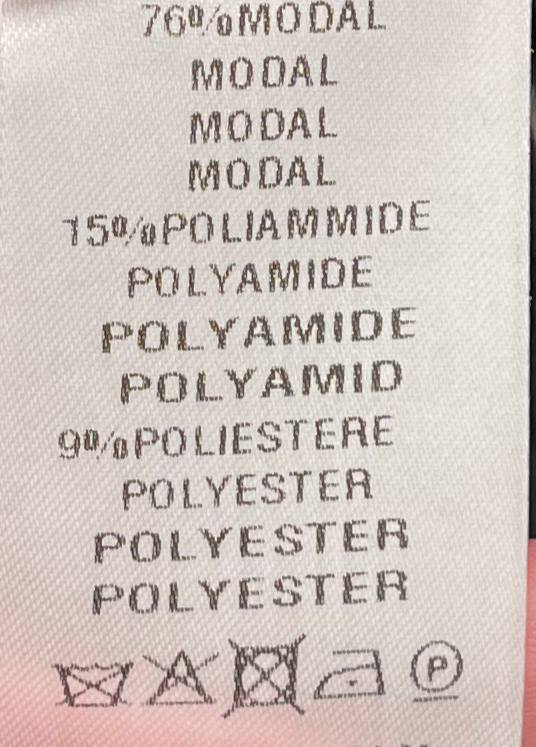 76%MODAL
MODAL
MODAL
MODAL
15%POLIAMMIDE
POLYAMIDE
POLYAMIDE
POLYAMID
9%POLIESTERE
POLYESTER
POLYESTER
POLYESTER
P